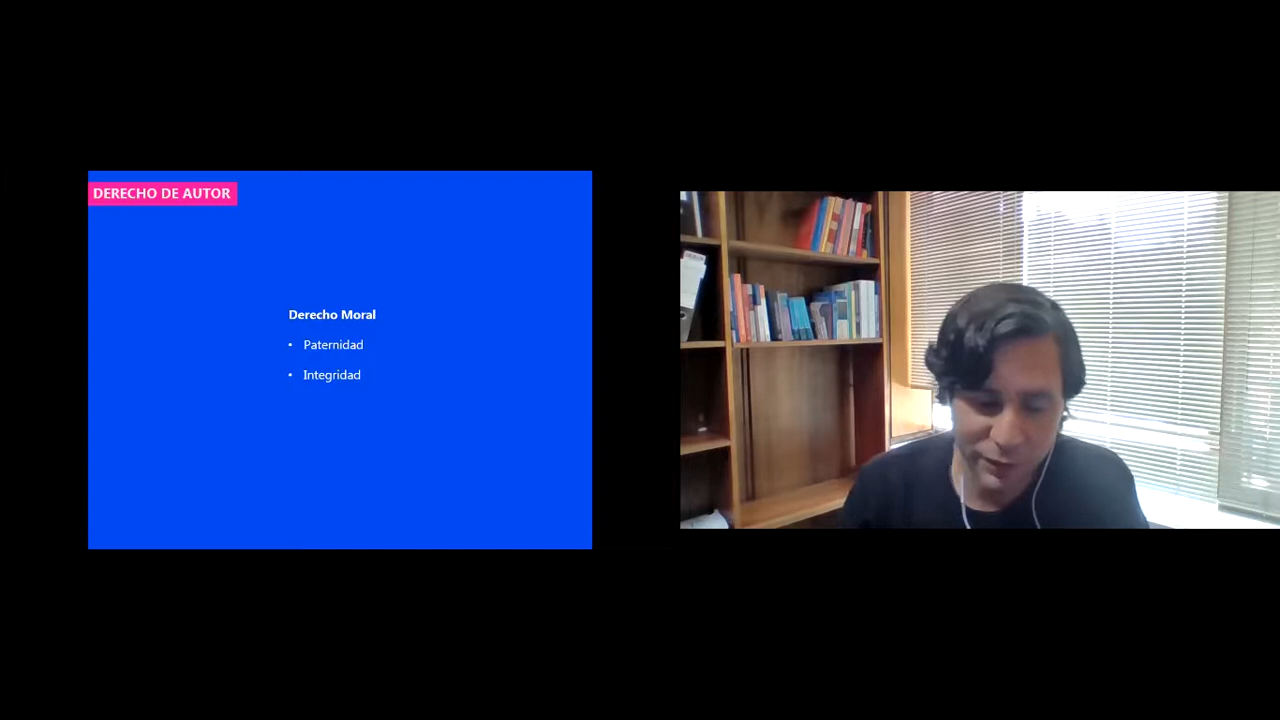 DERECHO DE AUTOR
Derecho Moral
• Paternidad
• Integridad